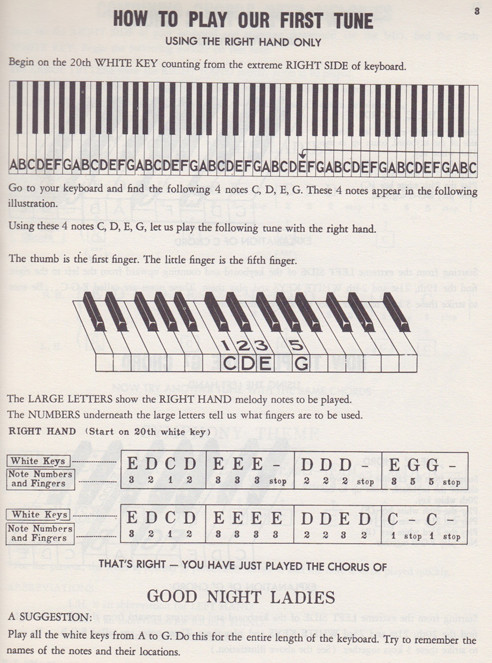 HOW TO PLAY OUR FIRST TUNE
3
USING THE RIGHT HAND ONLY
Begin on the 20th WHITE KEY counting from the extreme RIGHT SIDE of keyboard.
ABCDEFGABCDEFGABCDEFGABCDEFGABCDEFGABCDEFGABCDEFGABC
Go to your keyboard and find the following 4 notes C, D, E, G. These 4 notes appear in the following
illustration.
Using these 4 notes C, D, E, G, let us play the following tune with the right hand.
The thumb is the first finger. The little finger is the fifth finger.
1 2 3 5
C D E G
The LARGE LETTERS show the RIGHT HAND melody notes to be played.
The NUMBERS underneath the large letters tell us what fingers are to be used.
RIGHT HAND (Start on 20th white key)
White Keys E D C D E E E - D D D - E G G -
Note Numbers and Fingers 3 2 1 2 3 3 3 stop 2 2 2 stop 3 5 5 stop
White Keys E D C D E E E E D D E D C - C -
Note Numbers and Fingers 3 2 1 2 3 3 3 3 2 2 3 2 1 stop 1 stop
THAT'S RIGHT — YOU HAVE JUST PLAYED THE CHORUS OF
GOOD NIGHT LADIES
A SUGGESTION:
Play all the white keys from A to G. Do this for the entire length of the keyboard. Try to remember the
names of the notes and their locations.